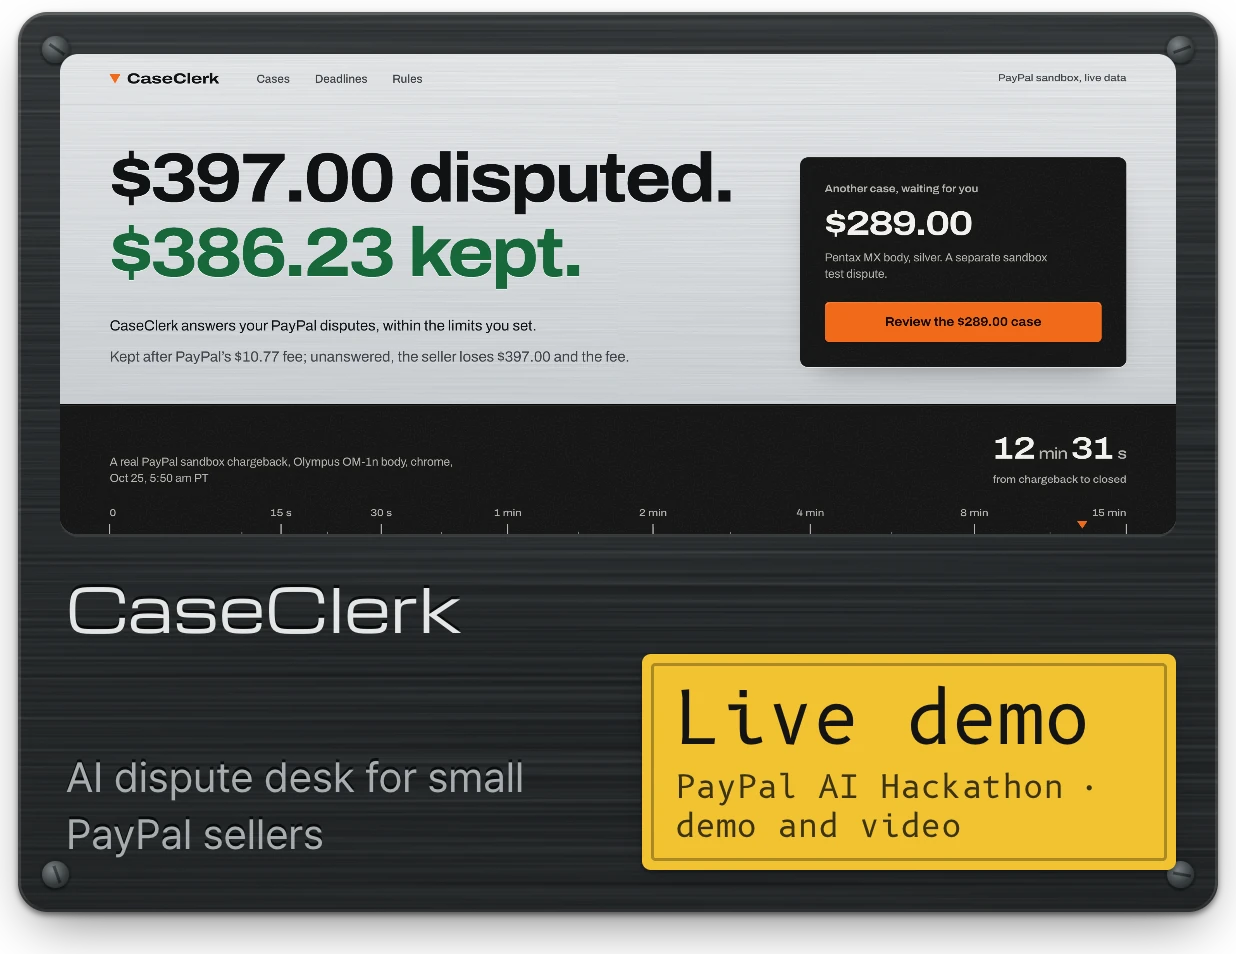 CaseClerk Cases Deadlines Rules PayPal sandbox, live data
$397.00 disputed.
$386.23 kept.
CaseClerk answers your PayPal disputes, within the limits you set.
Kept after PayPal's $10.77 fee; unanswered, the seller loses $397.00 and the fee.
Another case, waiting for you
$289.00
Pentax MX body, silver. A separate sandbox
test dispute.
Review the $289.00 case
A real PayPal sandbox chargeback, Olympus OM-1n body, chrome,
Oct 25, 5:50 am PT
12 min 31 s
from chargeback to closed
0 15 s 30 s 1 min 2 min 4 min 8 min 15 min
CaseClerk
AI dispute desk for small
PayPal sellers
Live demo
PayPal AI Hackathon ·
demo and video